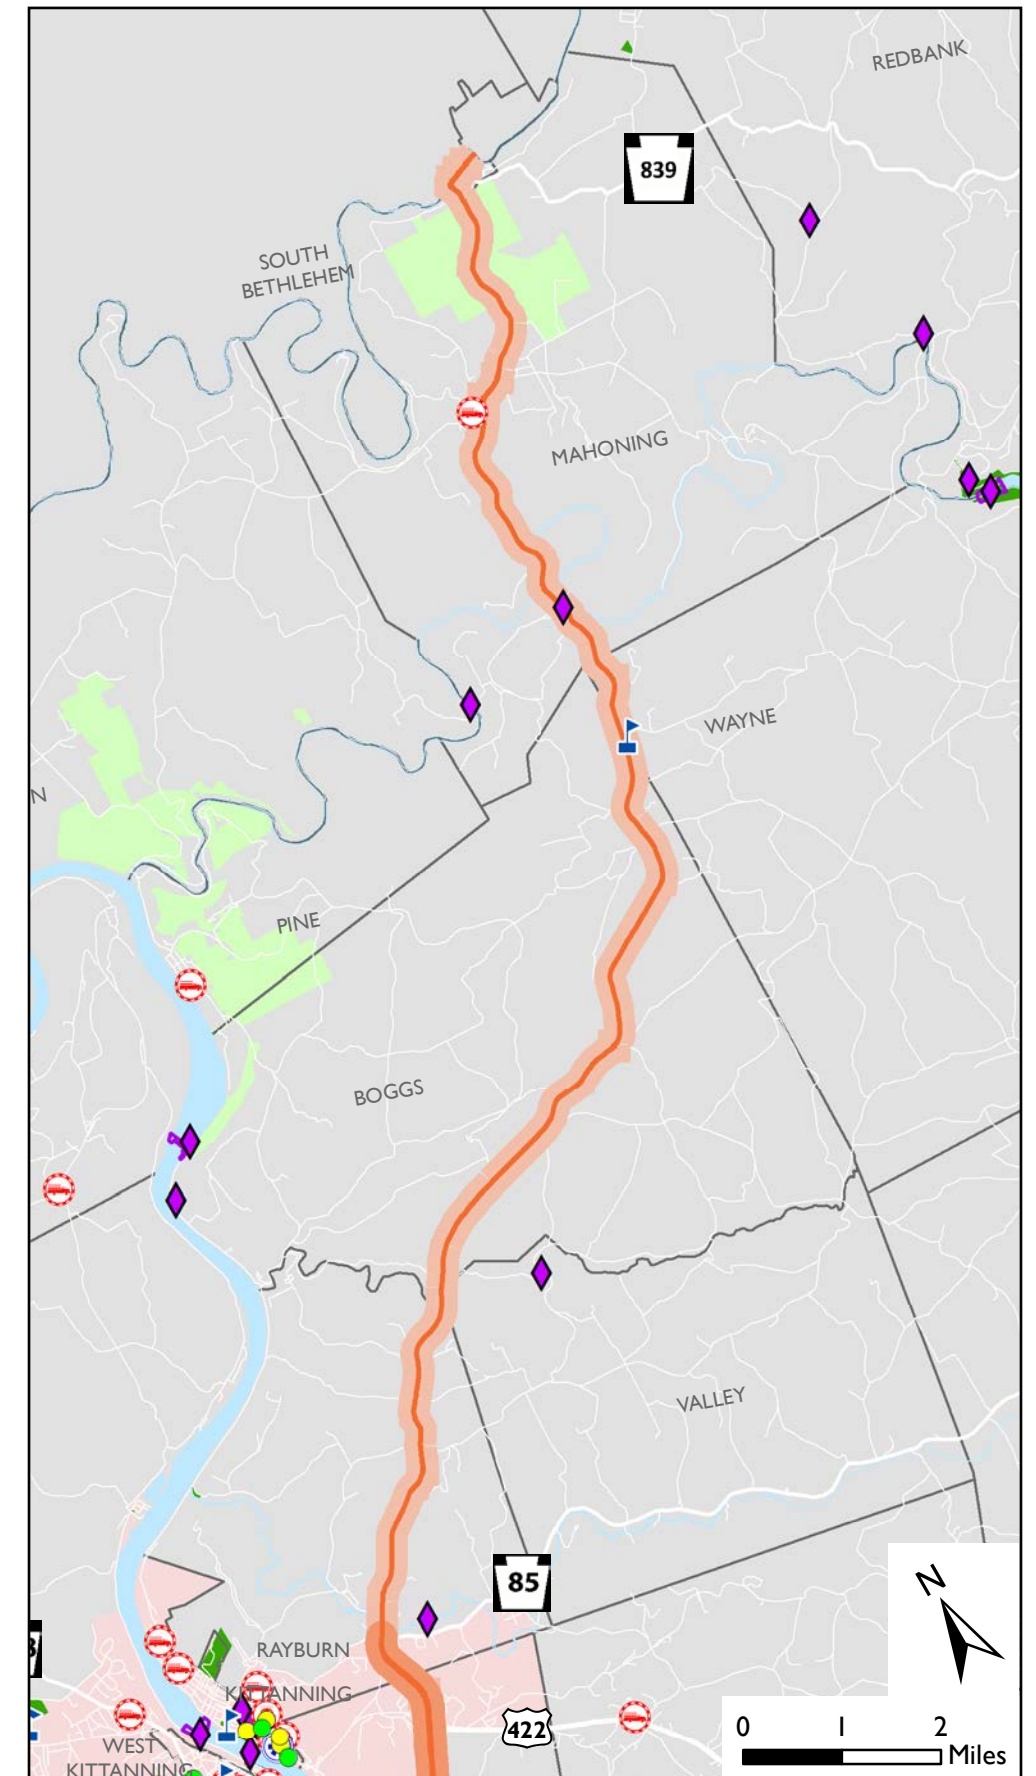 REDBANK
839
SOUTH
BETHLEHEM
MAHONING
WAYNE
N
PINE
BOGGS
VALLEY
N
85
RAYBURN
KITTANNING
422
0 1 2
Miles
WEST
KITTANNING